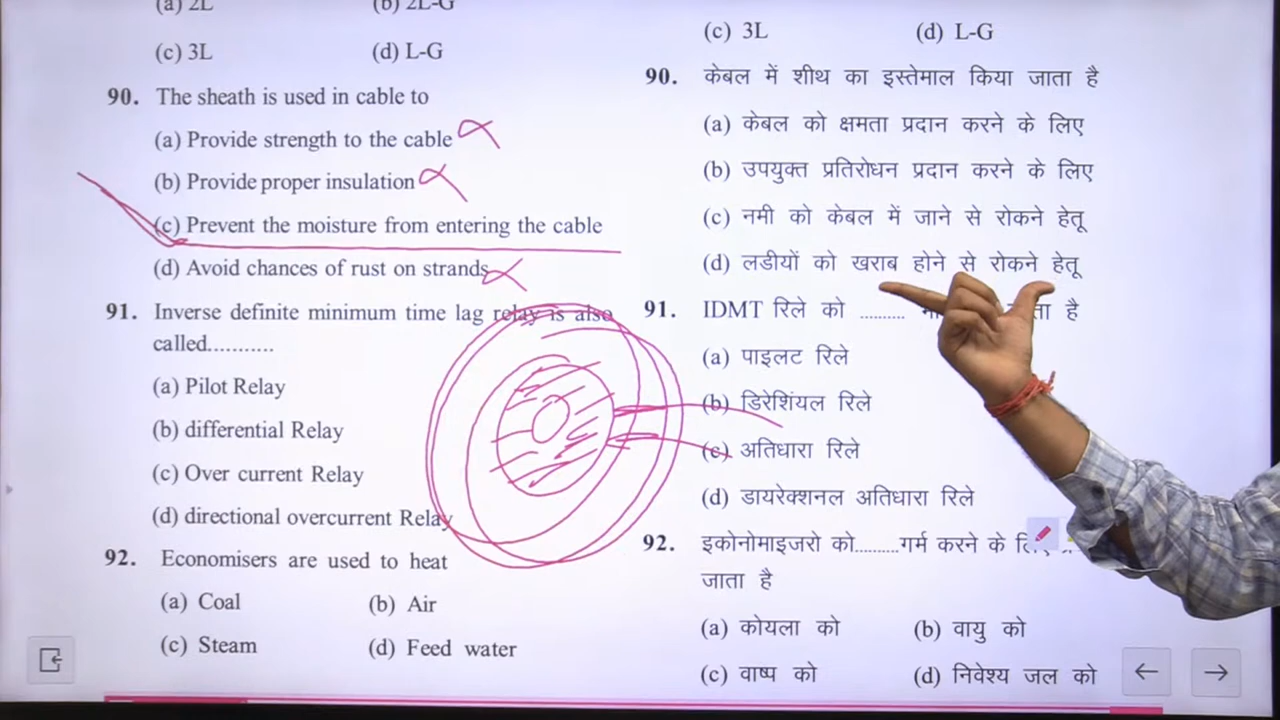 (a) 2L (b) 2L-G
(c) 3L (d) L-G
90. The sheath is used in cable to
(a) Provide strength to the cable
(b) Provide proper insulation
(c) Prevent the moisture from entering the cable
(d) Avoid chances of rust on strands
91. Inverse definite minimum time lag relay is also
called...........
(a) Pilot Relay
(b) differential Relay
(c) Over current Relay
(d) directional overcurrent Relay
92. Economisers are used to heat
(a) Coal (b) Air
(c) Steam (d) Feed water
(c) 3L (d) L-G
90. केबल में शीथ का इस्तेमाल किया जाता है
(a) केबल को क्षमता प्रदान करने के लिए
(b) उपयुक्त प्रतिरोधन प्रदान करने के लिए
(c) नमी को केबल में जाने से रोकने हेतू
(d) लडीयों को खराब होने से रोकने हेतू
91. IDMT रिले को .......... है
(a) पाइलट रिले
(b) डिरेशिंयल रिले
(c) अतिधारा रिले
(d) डायरेक्शनल अतिधारा रिले
92. इकोनोमाइजरो को..........गर्म करने के
जाता है
(a) कोयला को (b) वायु को
(c) वाष्प को (d) निवेश्य जल को